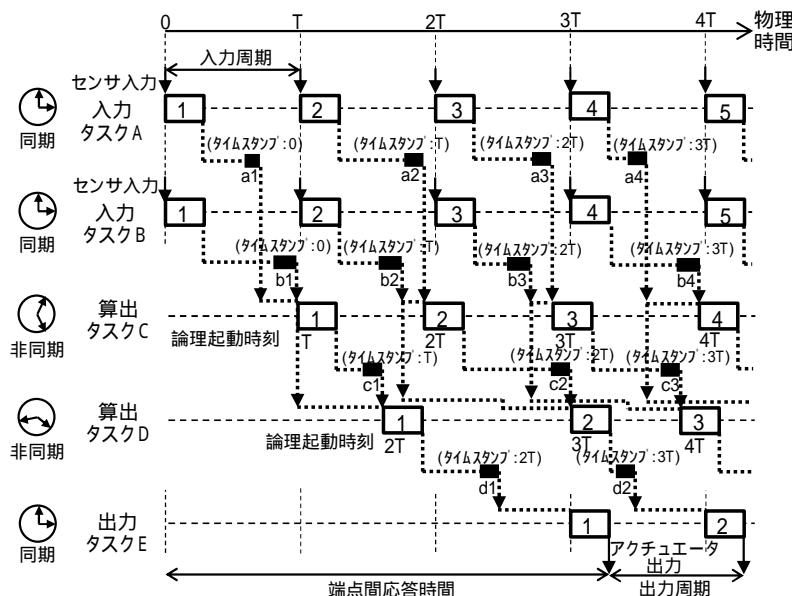 0 T 2T 3T 4T 物理時間
入力周期
センサ入力
入力タスクA
同期
1 2 3 4 5
(タイムスタンプ:0) (タイムスタンプ:T) (タイムスタンプ:2T) (タイムスタンプ:3T)
a1 a2 a3 a4
センサ入力
入力タスクB
同期
1 2 3 4 5
(タイムスタンプ:0) (タイムスタンプ:T) (タイムスタンプ:2T) (タイムスタンプ:3T)
b1 b2 b3 b4
算出タスクC
非同期
1 2 3 4
論理起動時刻 T 2T 3T 4T
(タイムスタンプ:T) (タイムスタンプ:2T) (タイムスタンプ:3T)
c1 c2 c3
算出タスクD
非同期
1 2 3
論理起動時刻 2T 3T 4T
(タイムスタンプ:2T) (タイムスタンプ:3T)
d1 d2
出力タスクE
同期
1 2
アクチュエータ出力
端点間応答時間 出力周期